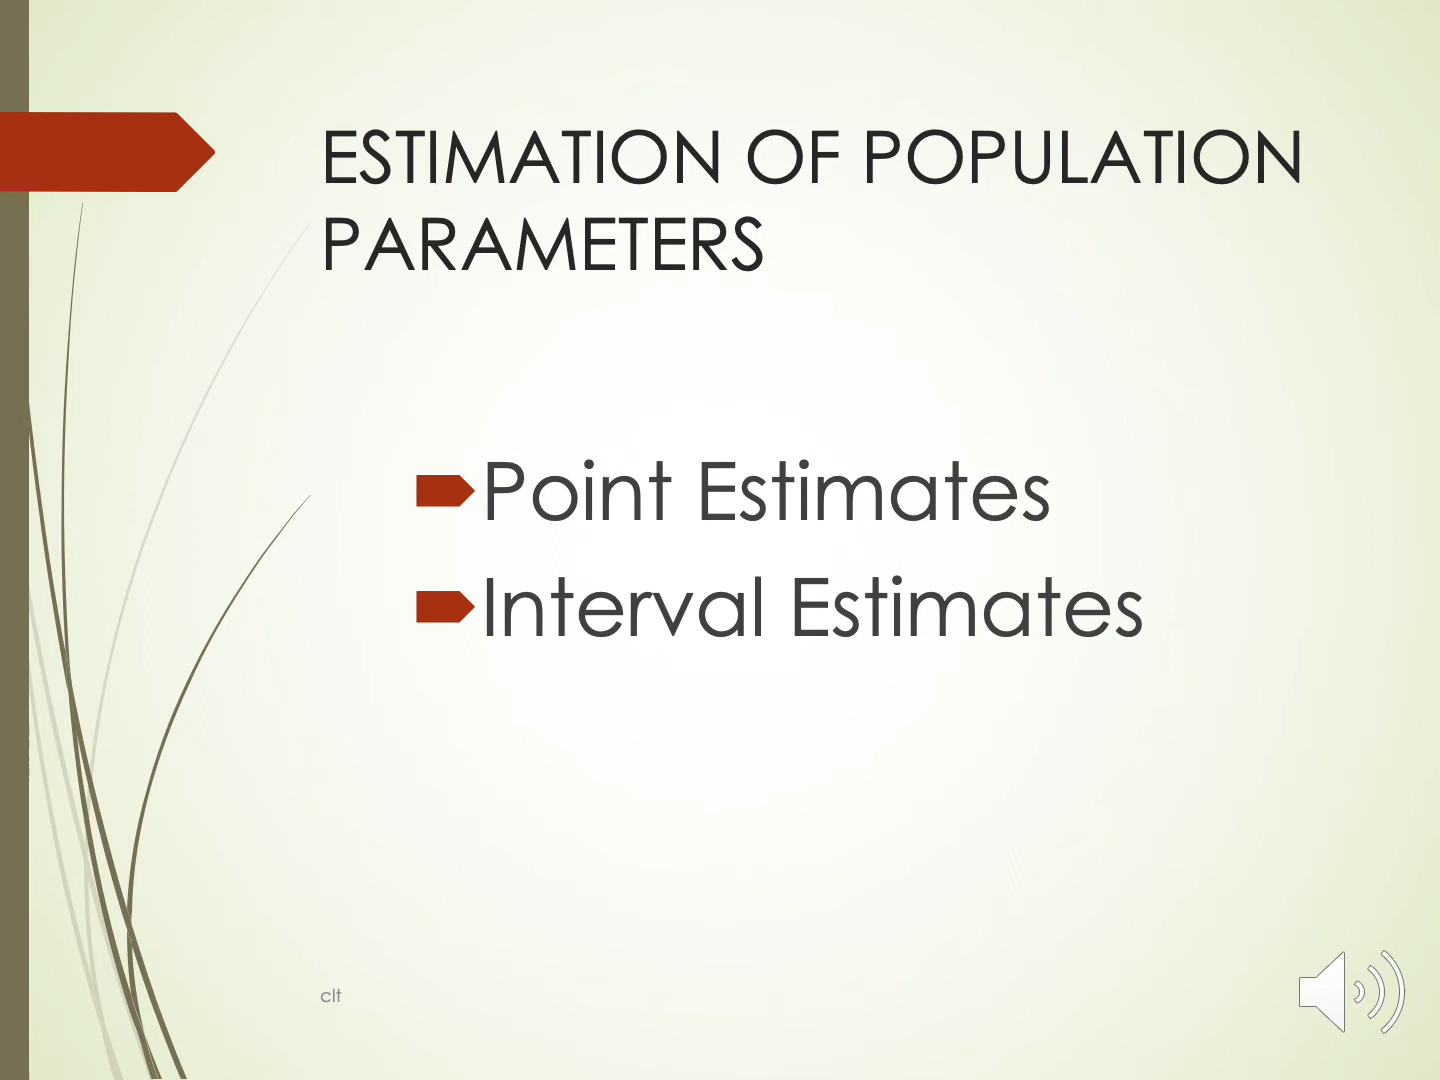 ESTIMATION OF POPULATION
PARAMETERS
Point Estimates
Interval Estimates
clt